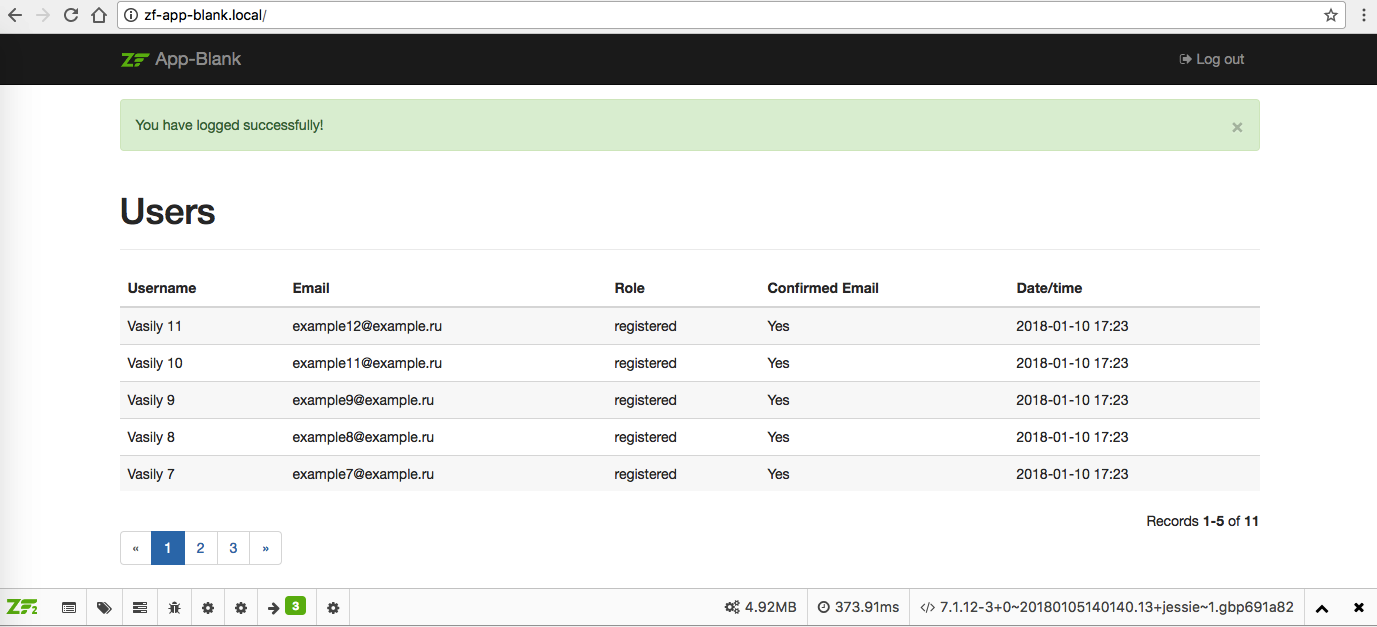 zf-app-blank.local/
ZF App-Blank Log out
You have logged successfully! ×
Users
Username Email Role Confirmed Email Date/time
Vasily 11 example12@example.ru registered Yes 2018-01-10 17:23
Vasily 10 example11@example.ru registered Yes 2018-01-10 17:23
Vasily 9 example9@example.ru registered Yes 2018-01-10 17:23
Vasily 8 example8@example.ru registered Yes 2018-01-10 17:23
Vasily 7 example7@example.ru registered Yes 2018-01-10 17:23
Records 1-5 of 11
« 1 2 3 »
ZF2 3 4.92MB 373.91ms </> 7.1.12-3+0~20180105140140.13+jessie~1.gbp691a82